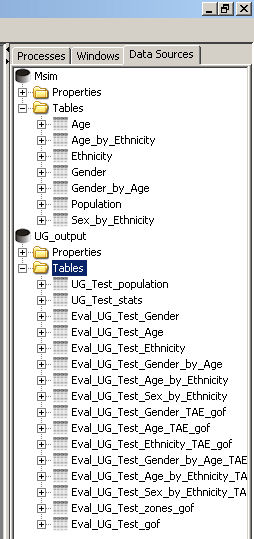 Processes Windows Data Sources
Msim
Properties
Tables
Age
Age_by_Ethnicity
Ethnicity
Gender
Gender_by_Age
Population
Sex_by_Ethnicity
UG_output
Properties
Tables
UG_Test_population
UG_Test_stats
Eval_UG_Test_Gender
Eval_UG_Test_Age
Eval_UG_Test_Ethnicity
Eval_UG_Test_Gender_by_Age
Eval_UG_Test_Age_by_Ethnicity
Eval_UG_Test_Sex_by_Ethnicity
Eval_UG_Test_Gender_TAE_gof
Eval_UG_Test_Age_TAE_gof
Eval_UG_Test_Ethnicity_TAE_gof
Eval_UG_Test_Gender_by_Age_TAE
Eval_UG_Test_Age_by_Ethnicity_TA
Eval_UG_Test_Sex_by_Ethnicity_TA
Eval_UG_Test_zones_gof
Eval_UG_Test_gof